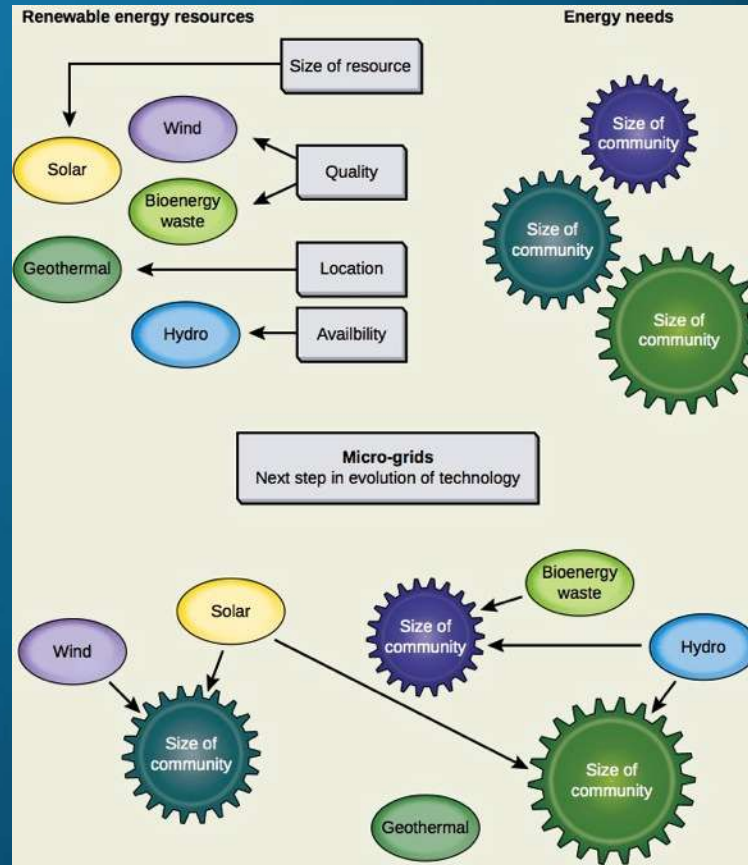 Renewable energy resources
Energy needs
Size of resource
Wind
Solar
Quality
Bioenergy
waste
Geothermal
Location
Hydro
Availbility
Size of
community
Size of
community
Size of
community
Micro-grids
Next step in evolution of technology
Bioenergy
waste
Solar
Size of
community
Wind
Hydro
Size of
community
Size of
community
Geothermal